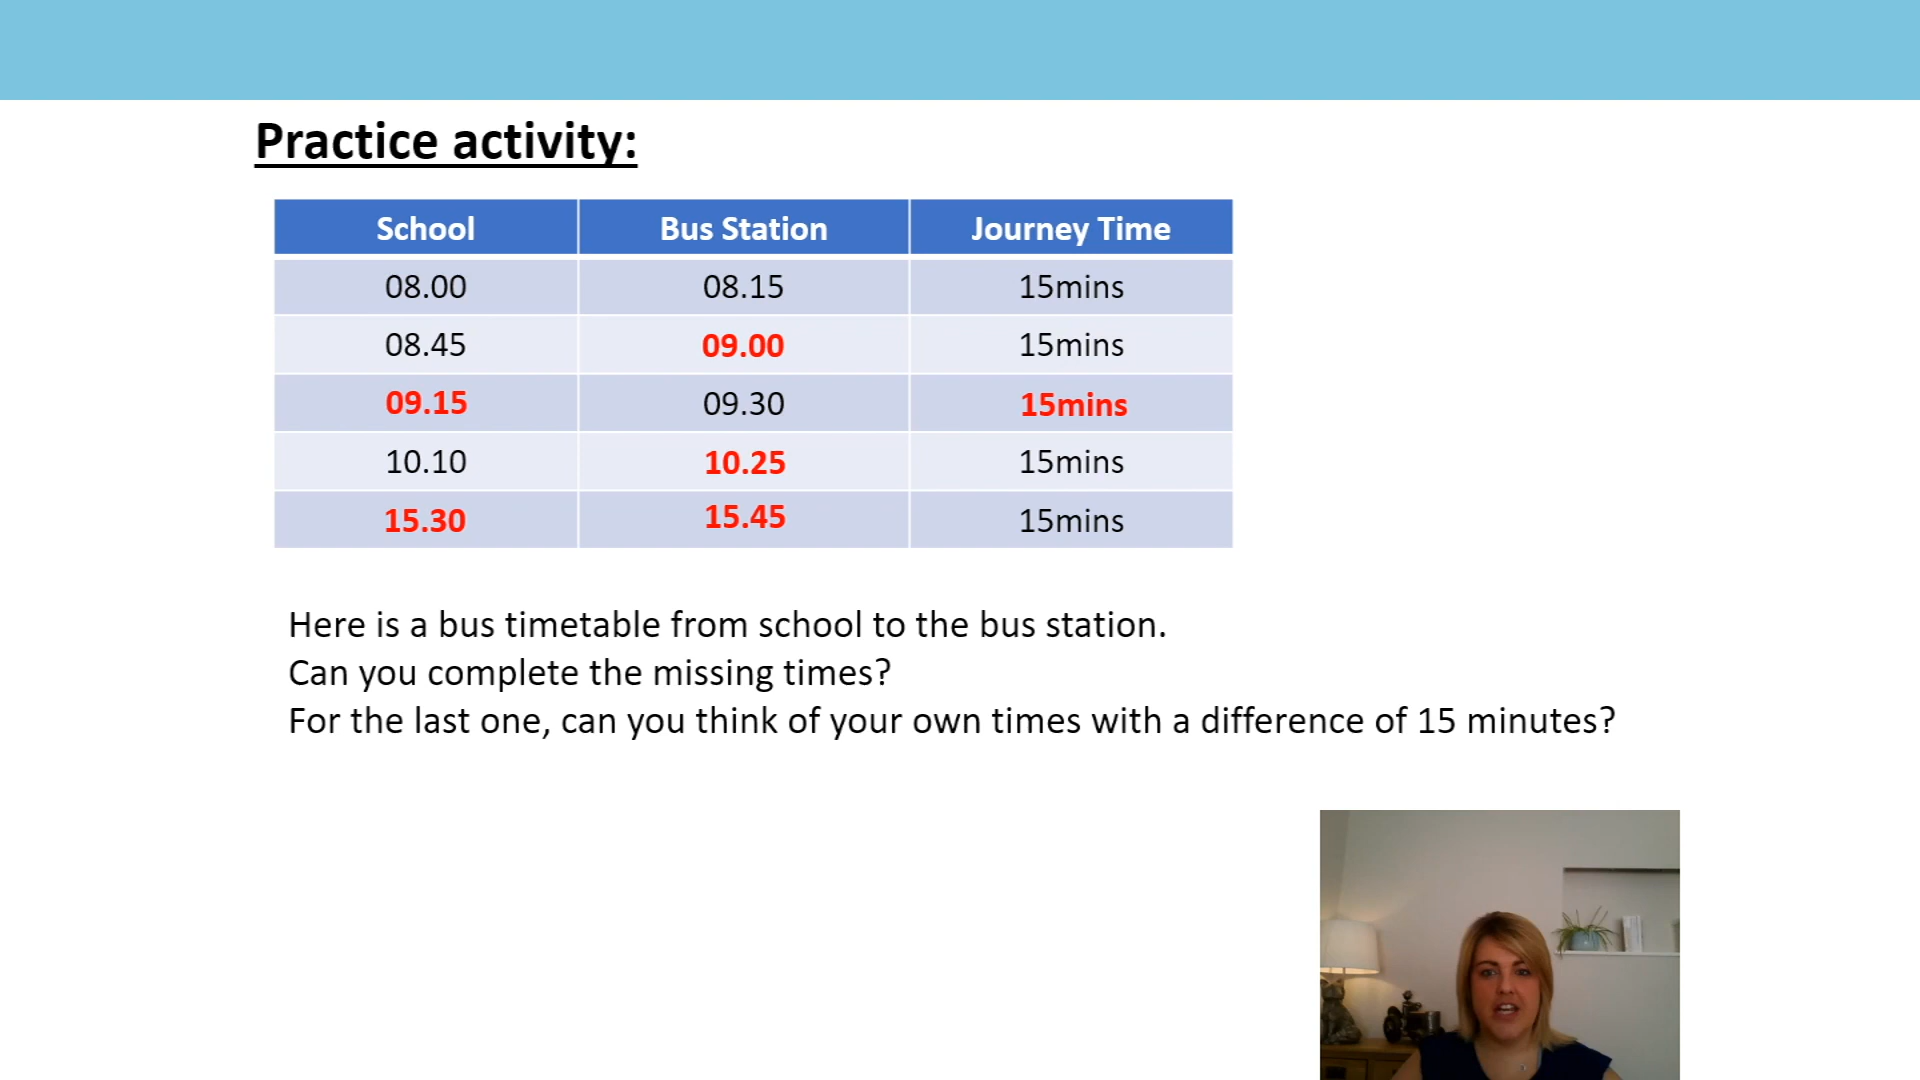 Practice activity:
School Bus Station Journey Time
08.00 08.15 15mins
08.45 09.00 15mins
09.15 09.30 15mins
10.10 10.25 15mins
15.30 15.45 15mins
Here is a bus timetable from school to the bus station.
Can you complete the missing times?
For the last one, can you think of your own times with a difference of 15 minutes?